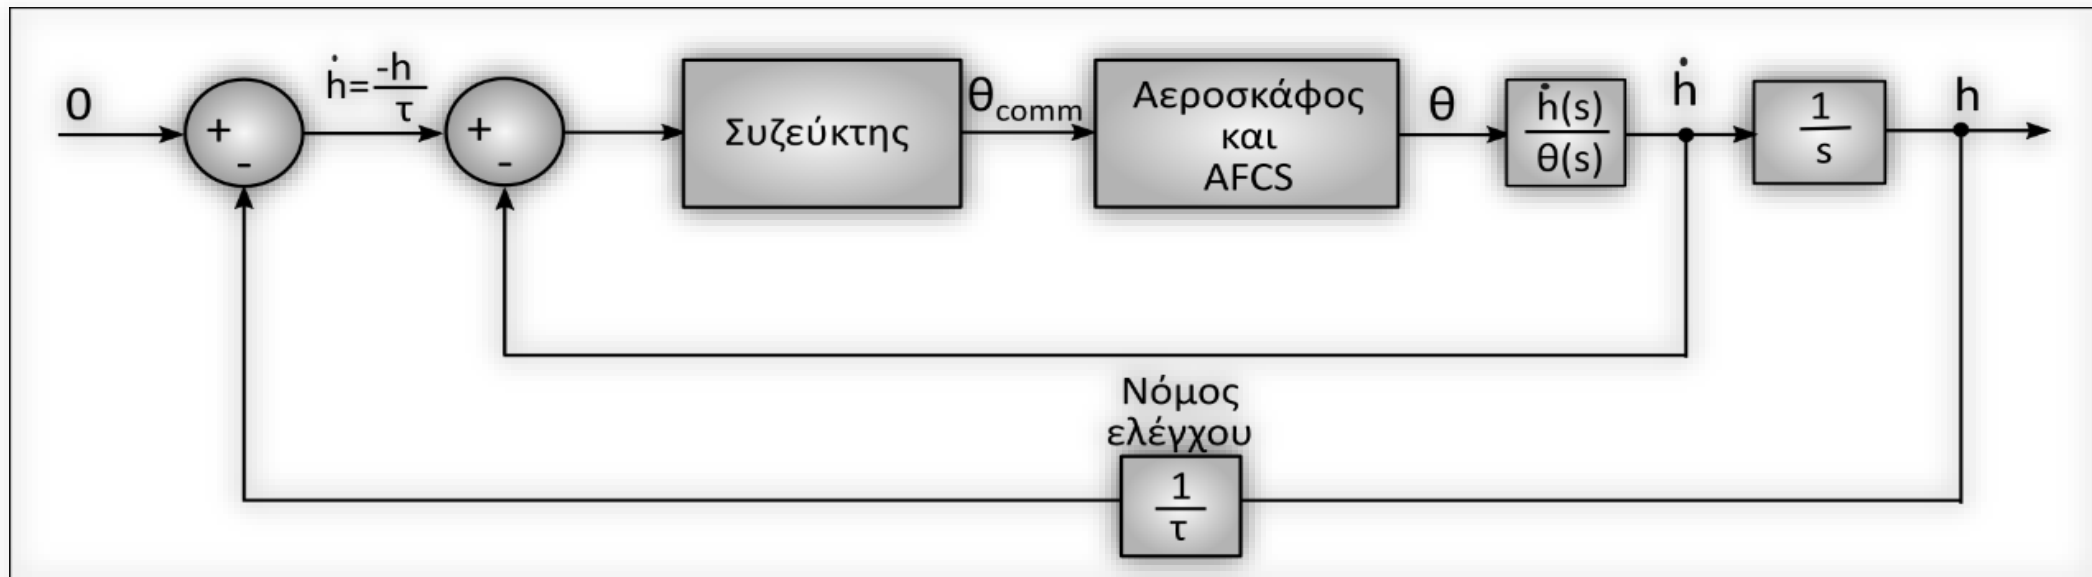 0
+
-
ḣ=-h/τ
+
-
Συζεύκτης
θcomm
Αεροσκάφος
και
AFCS
θ
ḣ(s)
θ(s)
ḣ
1
s
h
Νόμος
ελέγχου
1
τ